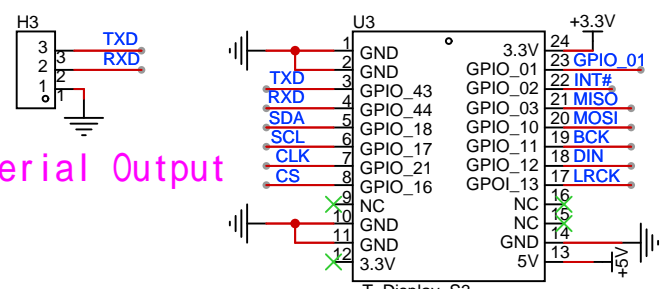 H3
3 TXD 3
2 RXD 2
1 1
erial Output
U3
+3.3V
1 GND 3.3V 24
2 GND GPIO_01 23 GPIO_01
TXD 3 GPIO_43 GPIO_02 22 INT#
RXD 4 GPIO_44 GPIO_03 21 MISO
SDA 5 GPIO_18 GPIO_10 20 MOSI
SCL 6 GPIO_17 GPIO_11 19 BCK
CLK 7 GPIO_21 GPIO_12 18 DIN
CS 8 GPIO_16 GPOI_13 17 LRCK
9 NC NC 16
10 GND NC 15
11 GND GND 14
12 3.3V 5V 13
+5V
T_Display_S3